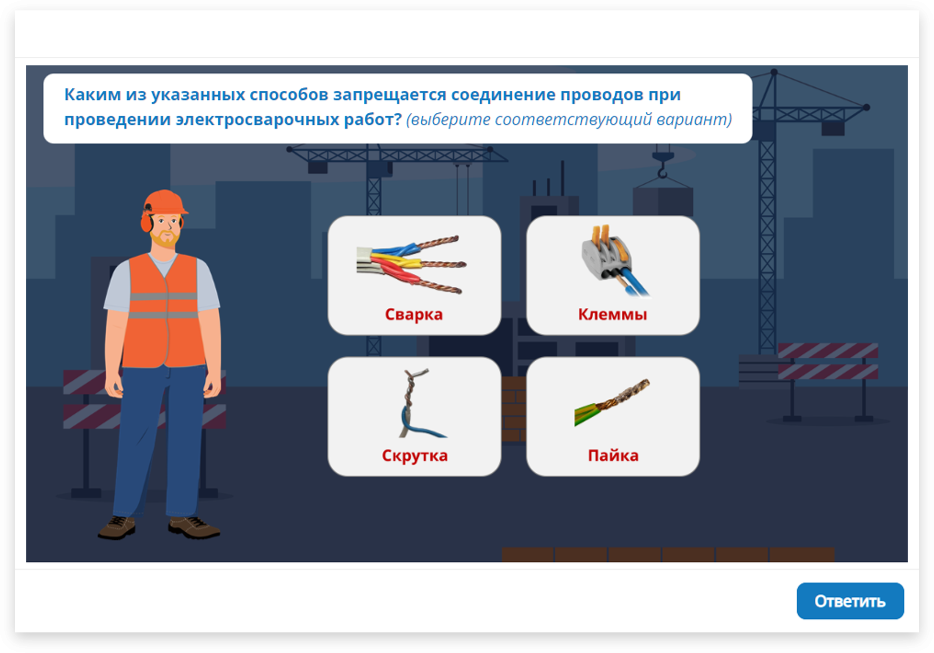 Каким из указанных способов запрещается соединение проводов при
проведении электросварочных работ? (выберите соответствующий вариант)
Сварка
Клеммы
Скрутка
Пайка
Ответить